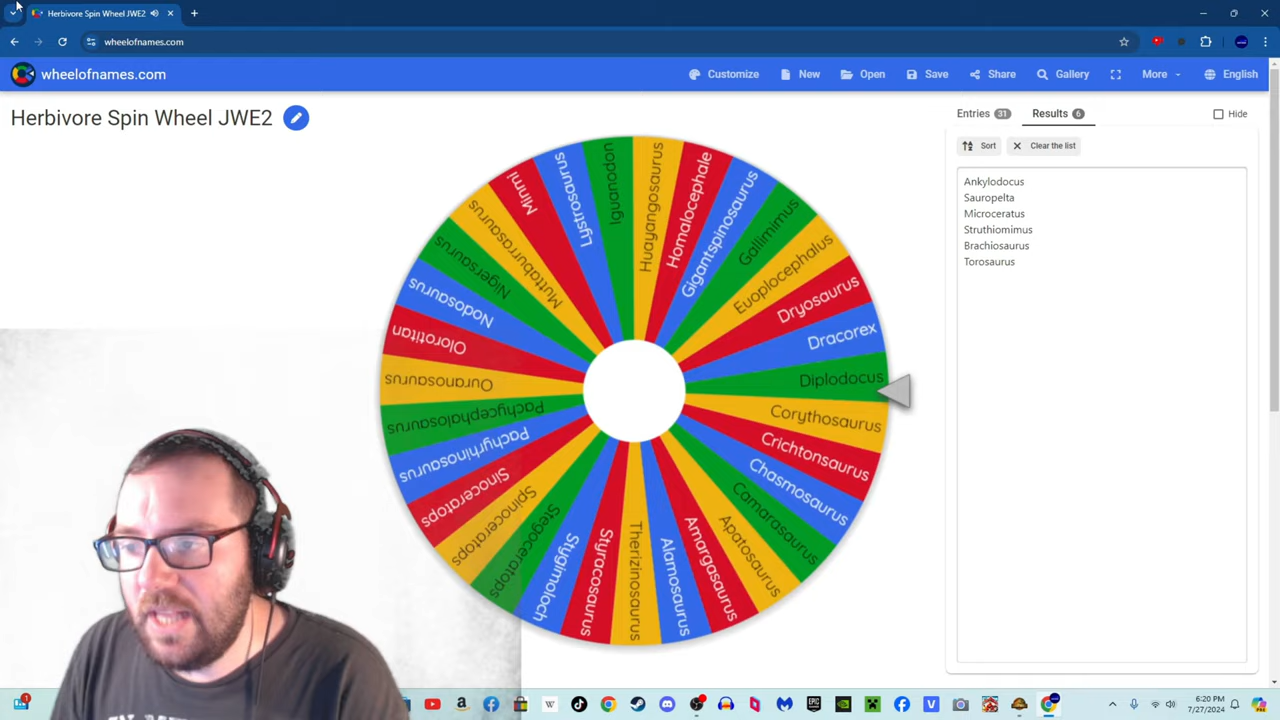 Herbivore Spin Wheel JWE2
wheelofnames.com
wheelofnames.com
Customize
New
Open
Save
Share
Gallery
More
English
Herbivore Spin Wheel JWE2
Entries 31
Results 6
Hide
Sort
Clear the list
Ankylodocus
Sauropelta
Microceratus
Struthiomimus
Brachiosaurus
Torosaurus
Huayangosaurus
Homalocephale
Gigantspinosaurus
Gallimimus
Euoplocephalus
Dryosaurus
Dracorex
Diplodocus
Corythosaurus
Crichtonsaurus
Chasmosaurus
Camarasaurus
Apatosaurus
Amargasaurus
Alamosaurus
Therizinosaurus
Styracosaurus
Stygimoloch
Stegoceratops
Spinoceratops
Sinoceratops
Pachyrhinosaurus
Pachycephalosaurus
Ouranosaurus
Olorotitan
Nodosaurus
Nigersaurus
Muttaburrasaurus
Minmi
Lystrosaurus
Iguanodon
6:20 PM
7/27/2024